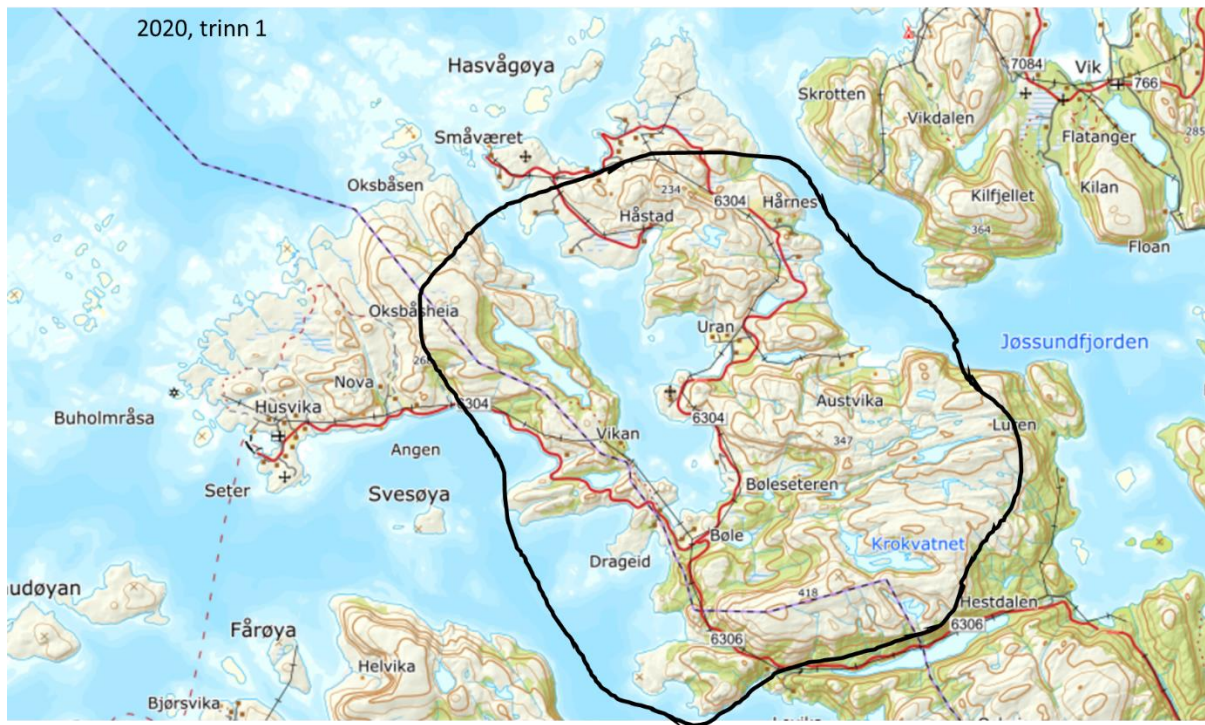 2020, trinn 1
Hasvågøya
7084
Vik
766
Skrotten
Vikdalen
Flatanger
285
Småværet
Oksbåsen
234
6304
Hårnes
Kilfjellet
Kilan
364
Håstad
Floan
Oksbåsheia
Uran
Jøssundfjorden
Nova
Buholmråsa
Husvika
6304
6304
Austvika
Luren
Vikan
347
Angen
Seter
Svesøya
Bøleseteren
Bøle
Krokvatnet
Drageid
418
Hestdalen
6306
6306
Fårøya
Helvika
Bjørsvika